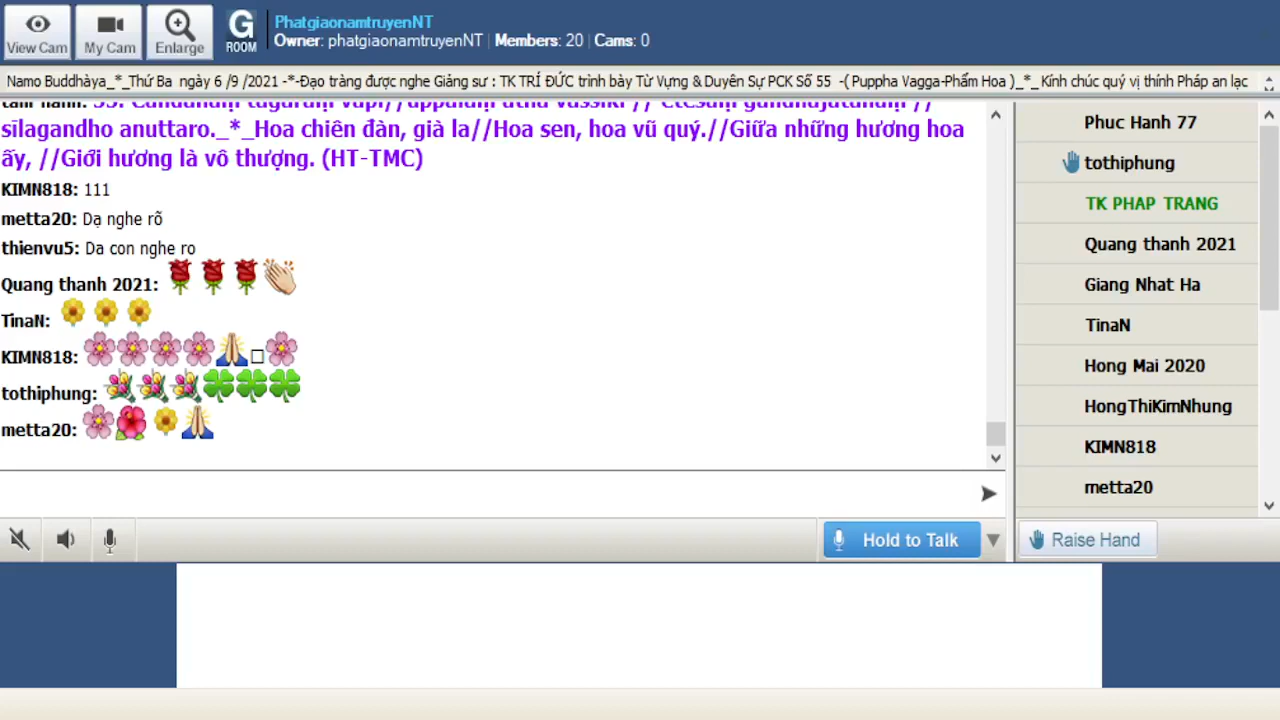 View Cam
My Cam
Enlarge
G
ROOM
PhatgiaonamtruyenNT
Owner: phatgiaonamtruyenNT | Members: 20 | Cams: 0
Namo Buddhàya_*_Thứ Ba ngày 6 /9 /2021 -*-Đạo tràng được nghe Giảng sư : TK TRÍ ĐỨC trình bày Từ Vựng & Duyên Sự PCK Số 55 -( Puppha Vagga-Phẩm Hoa )_*_ Kính chúc quý vị thính Pháp an lạc
sīlagandho anuttaro._*_Hoa chiên đàn, già la//Hoa sen, hoa vũ quý.//Giữa những hương hoa
ấy, //Giới hương là vô thượng. (HT-TMC)
KIMN818: 111
metta20: Dạ nghe rõ
thienvu5: Da con nghe ro
Quang thanh 2021:
TinaN:
KIMN818:
tothiphung:
metta20:
Hold to Talk
Phuc Hanh 77
tothiphung
TK PHAP TRANG
Quang thanh 2021
Giang Nhat Ha
TinaN
Hong Mai 2020
HongThiKimNhung
KIMN818
metta20
Raise Hand